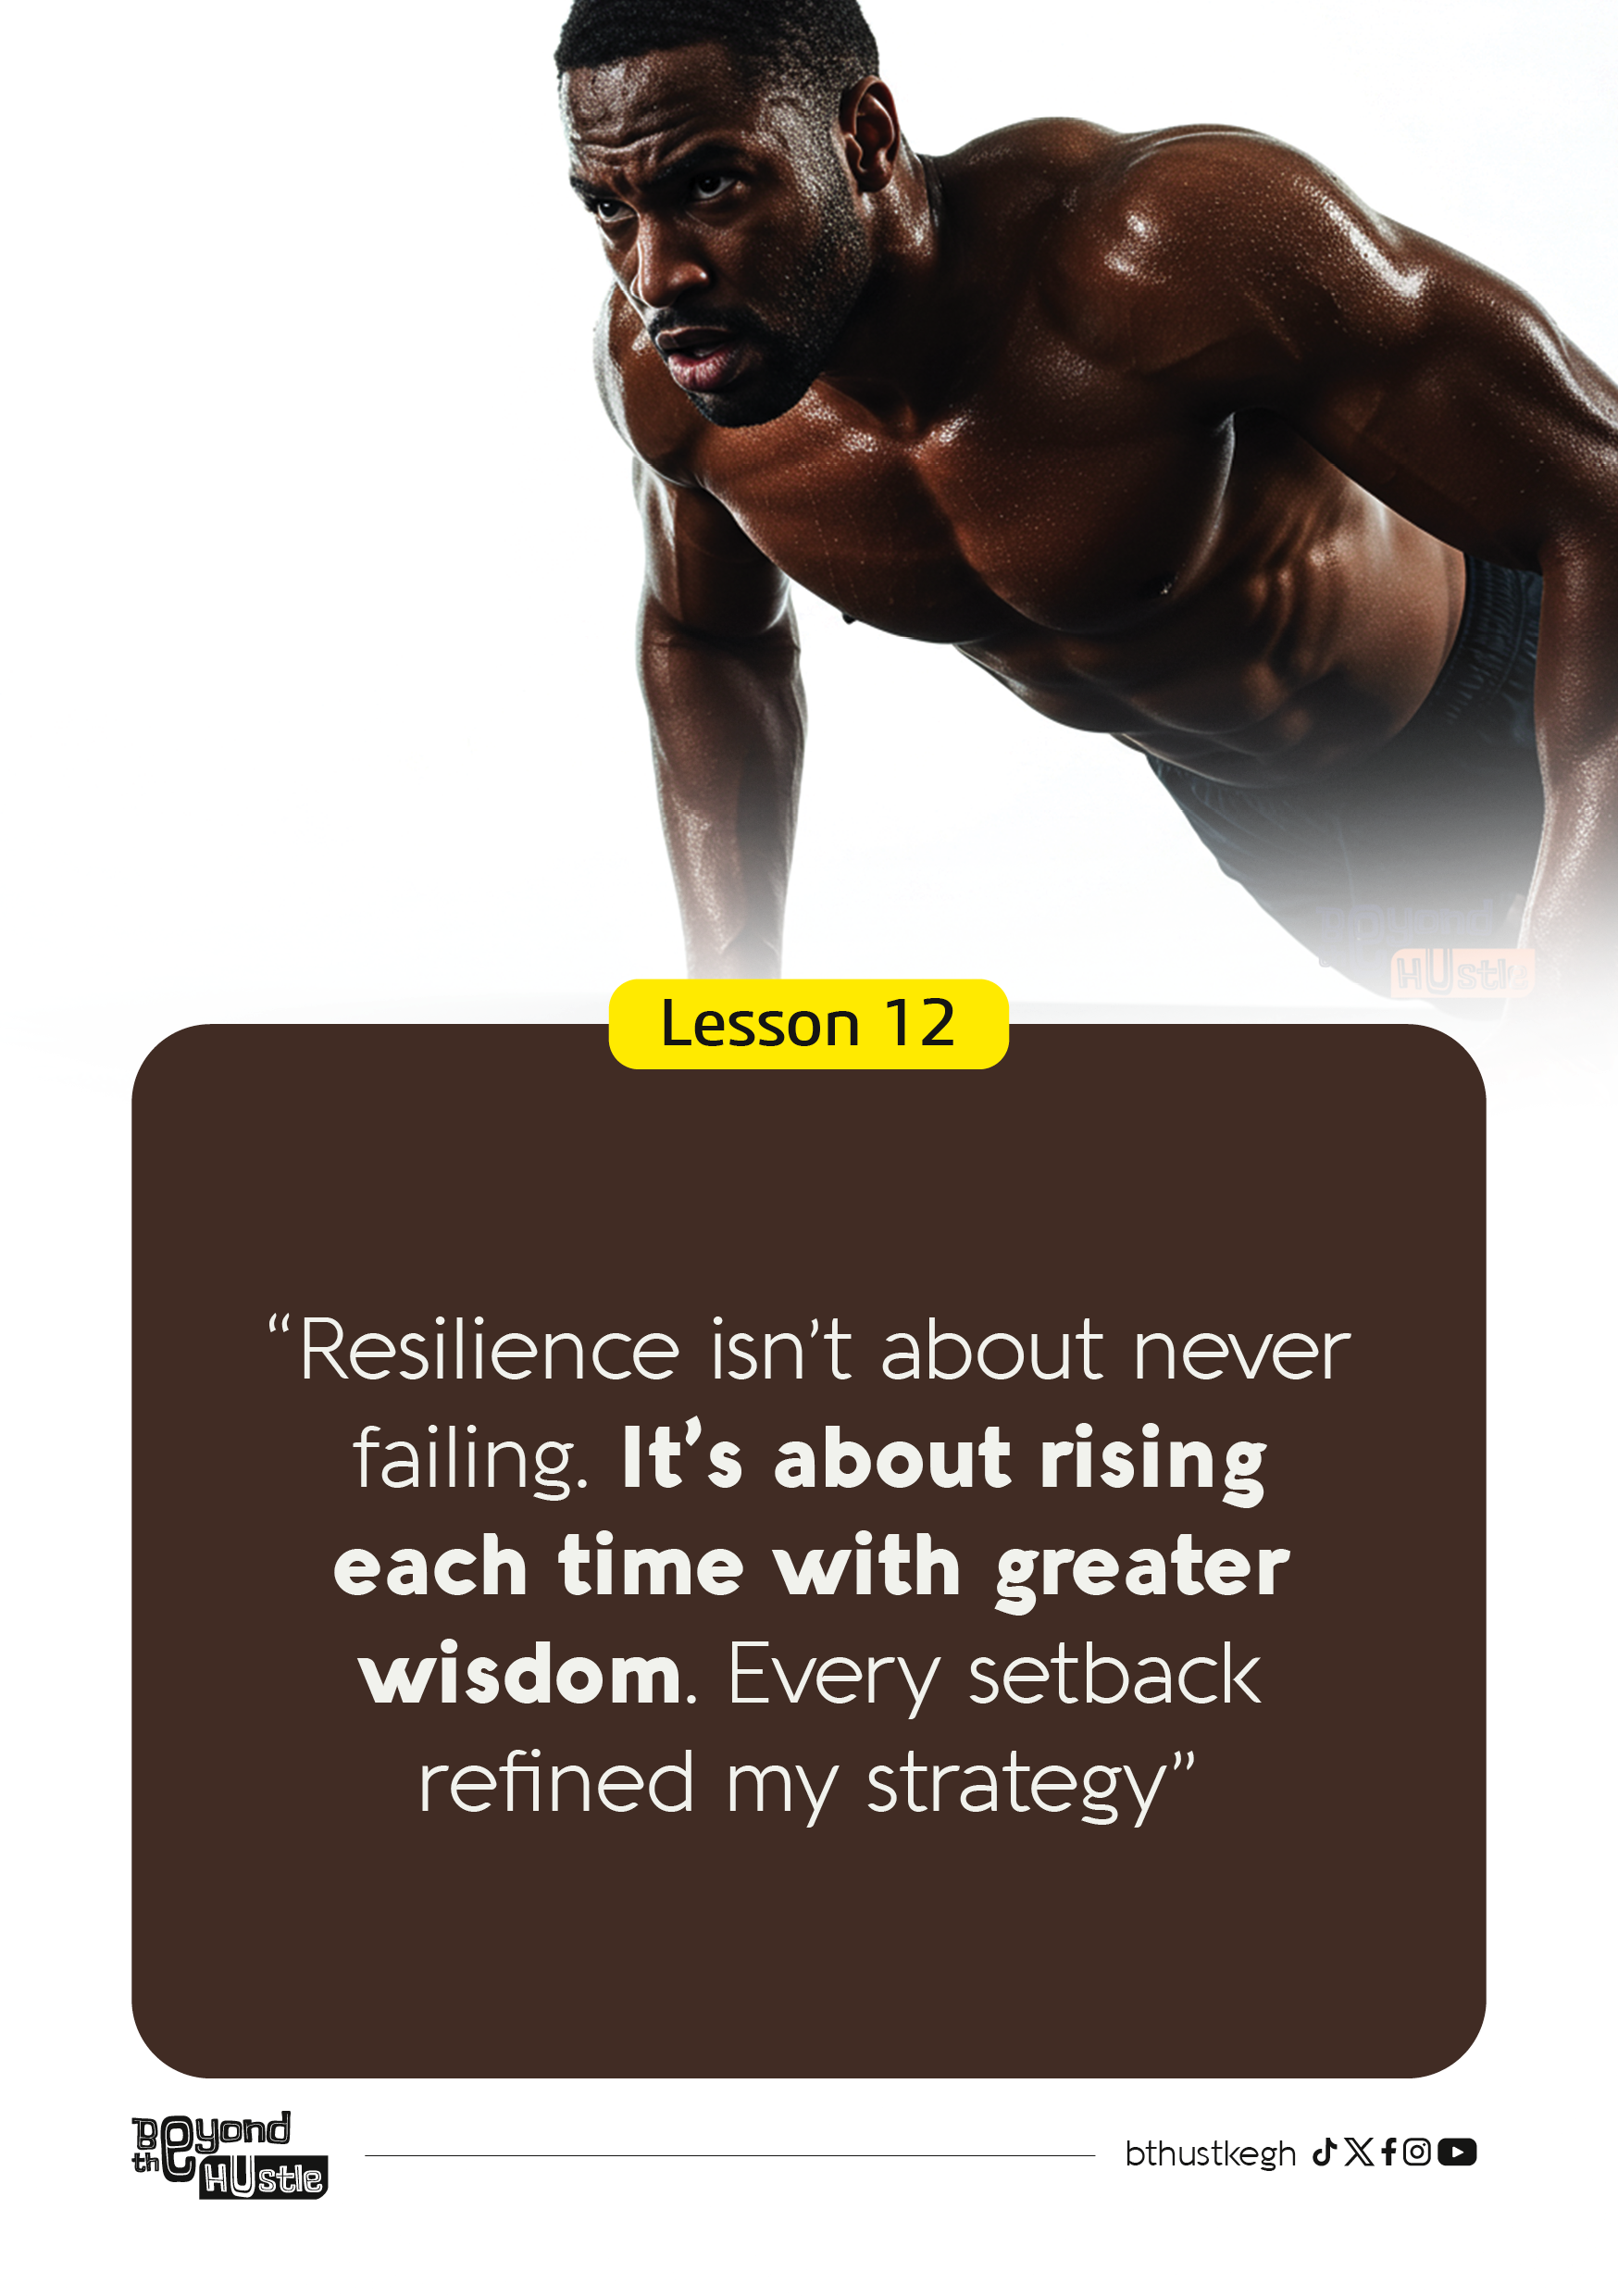 Beyond
HUstle
Lesson 12
“Resilience isn’t about never
failing. It’s about rising
each time with greater
wisdom. Every setback
refined my strategy”
Beyond
the HUstle
bthustkegh